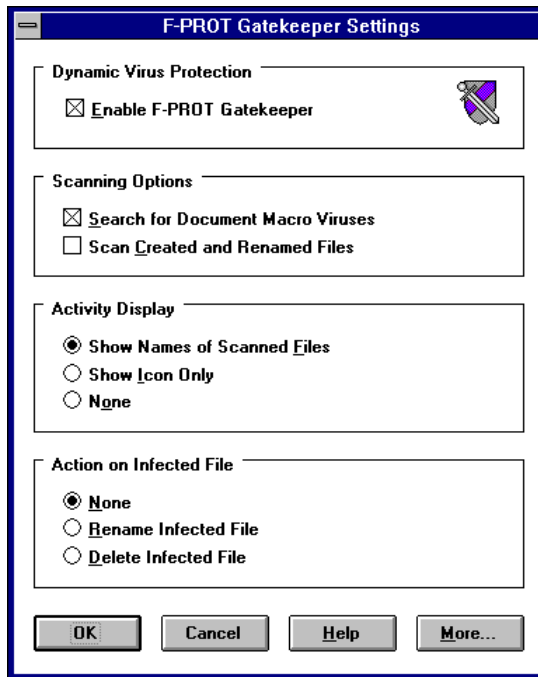 F-PROT Gatekeeper Settings
Dynamic Virus Protection
Enable F-PROT Gatekeeper
Scanning Options
Search for Document Macro Viruses
Scan Created and Renamed Files
Activity Display
Show Names of Scanned Files
Show Icon Only
None
Action on Infected File
None
Rename Infected File
Delete Infected File
OK Cancel Help More...